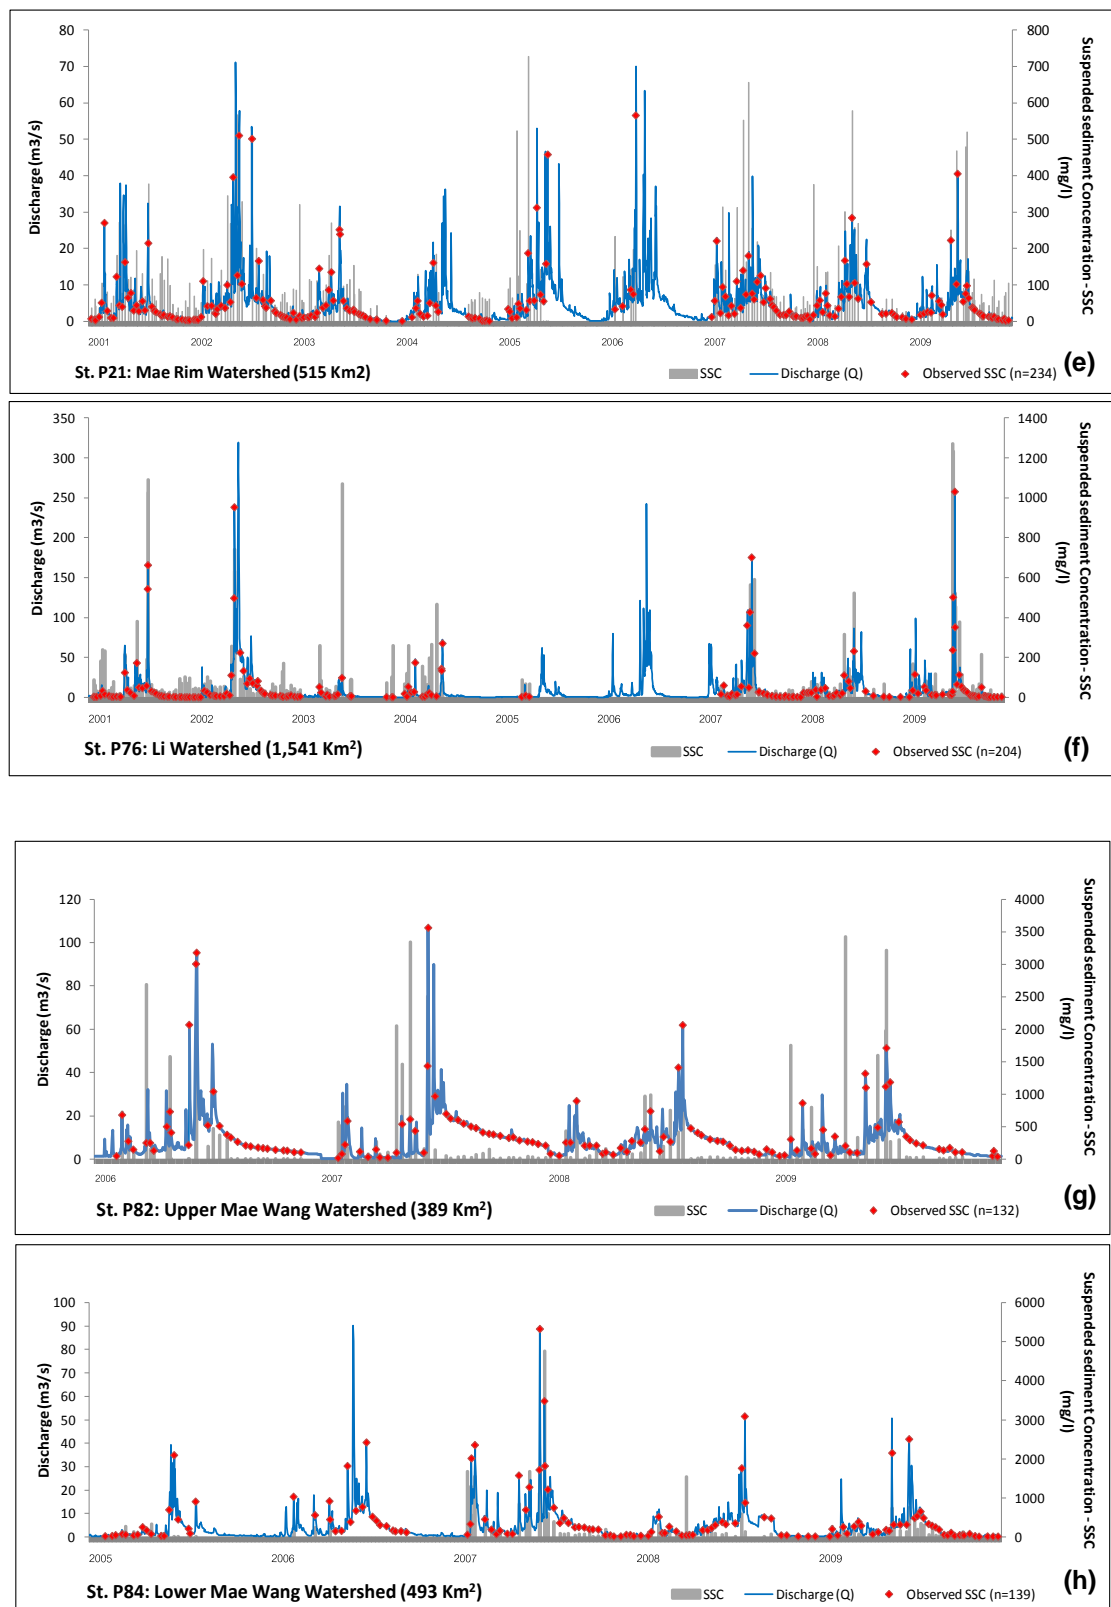 80 800
70 700
60 600
50 500
40 400
30 300
20 200
10 100
0 0
Discharge (m3/s)
Suspended sediment Concentration - SSC
(mg/l)
2001 2002 2003 2004 2005 2006 2007 2008 2009
St. P21: Mae Rim Watershed (515 Km2)
SSC Discharge (Q) Observed SSC (n=234)
(e)
350 1400
300 1200
250 1000
200 800
150 600
100 400
50 200
0 0
Discharge (m3/s)
Suspended sediment Concentration - SSC
(mg/l)
2001 2002 2003 2004 2005 2006 2007 2008 2009
St. P76: Li Watershed (1,541 Km²)
SSC Discharge (Q) Observed SSC (n=204)
(f)
120 4000
3500
100
3000
80
2500
60 2000
1500
40
1000
20
500
0 0
Discharge (m3/s)
Suspended sediment Concentration - SSC
(mg/l)
2006 2007 2008 2009
St. P82: Upper Mae Wang Watershed (389 Km²)
SSC Discharge (Q) Observed SSC (n=132)
(g)
100 6000
90
80 5000
70
4000
60
50 3000
40
2000
30
20
1000
10
0 0
Discharge (m3/s)
Suspended sediment Concentration - SSC
(mg/l)
2005 2006 2007 2008 2009
St. P84: Lower Mae Wang Watershed (493 Km²)
SSC Discharge (Q) Observed SSC (n=139)
(h)